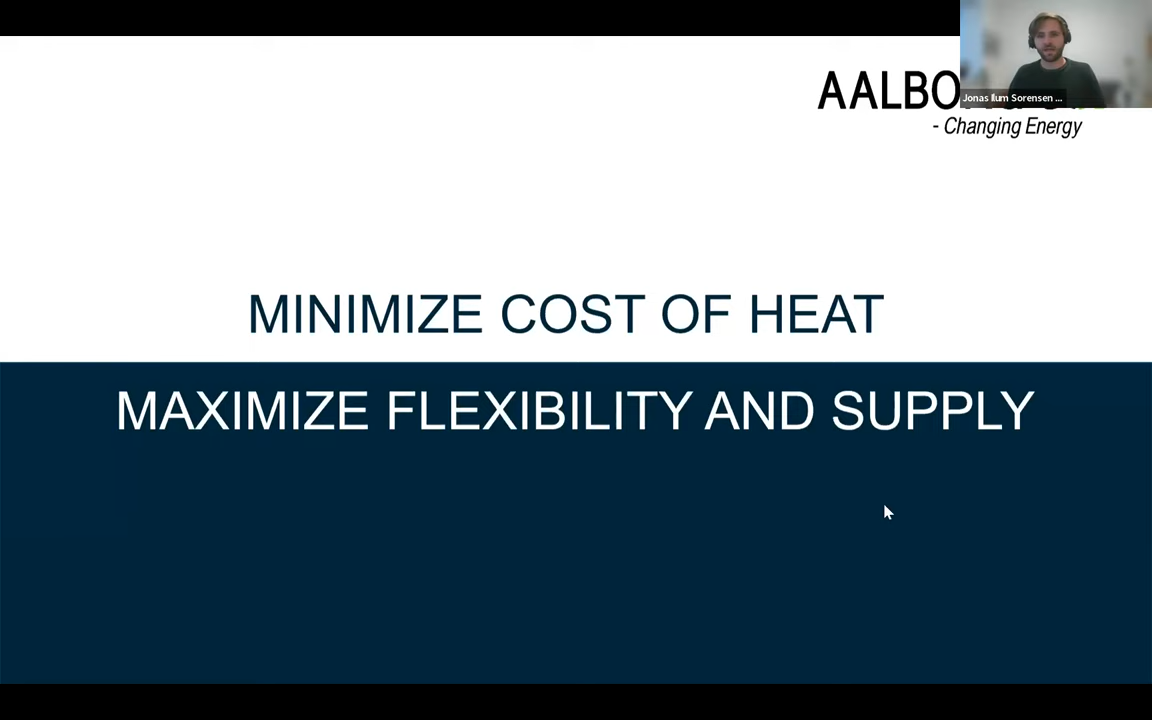 AALBO
Jonas Ilum Sorensen ...
- Changing Energy
MINIMIZE COST OF HEAT
MAXIMIZE FLEXIBILITY AND SUPPLY